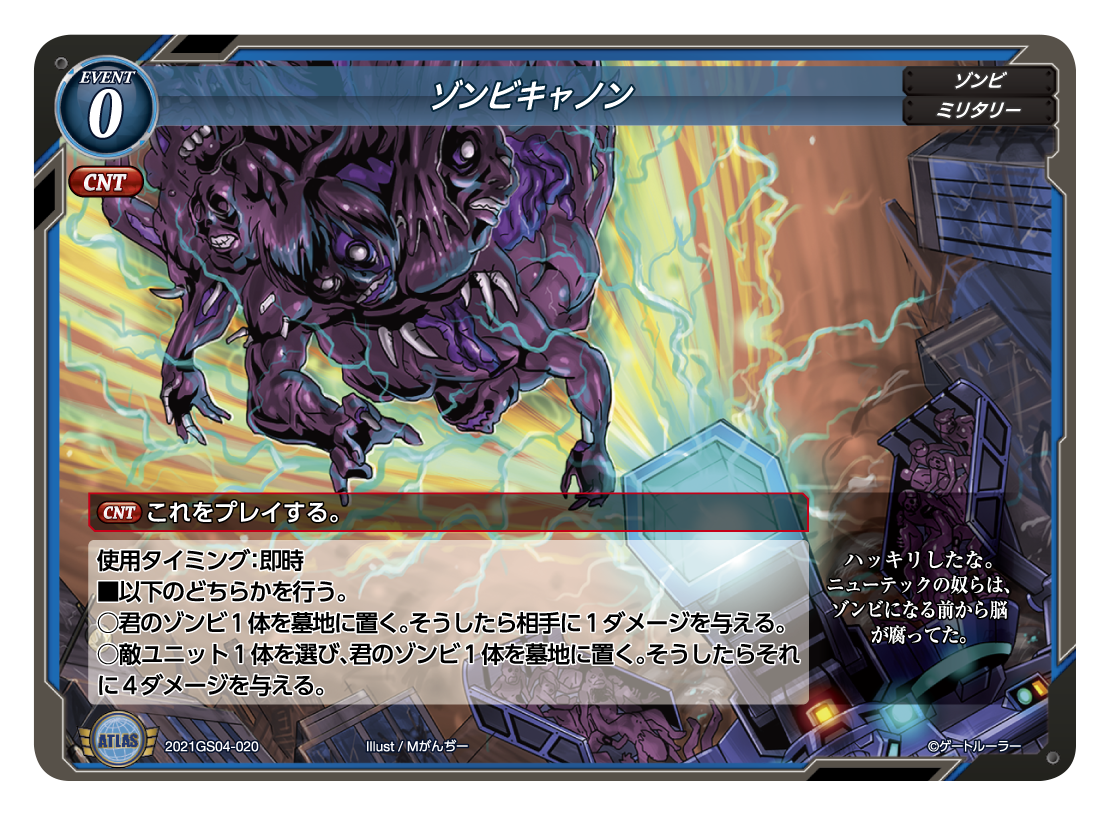 EVENT
0
ゾンビキャノン
ゾンビ
ミリタリー
CNT
CNT これをプレイする。
使用タイミング：即時
■以下のどちらかを行う。
○君のゾンビ１体を墓地に置く。そうしたら相手に１ダメージを与える。
○敵ユニット１体を選び、君のゾンビ１体を墓地に置く。そうしたらそれ
に４ダメージを与える。
ハッキリしたな。
ニューテックの奴らは、
ゾンビになる前から脳
が腐ってた。
ATLAS
2021GS04-020
Illust / Mがんぢー
©ゲートルーラー